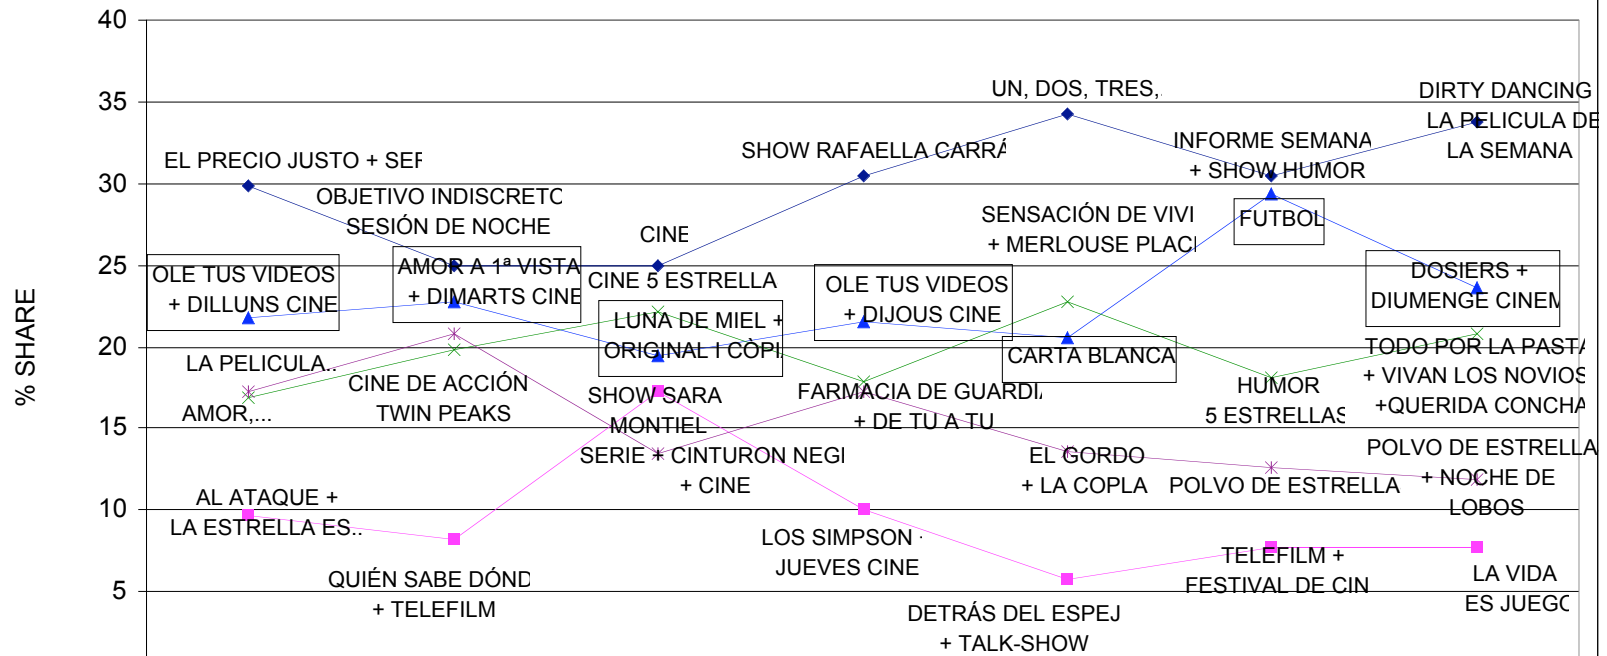 40
UN, DOS, TRES,
DIRTY DANCING
35
LA PELICULA DE
INFORME SEMANA
SHOW RAFAELLA CARRÁ
LA SEMANA
EL PRECIO JUSTO + SER
+ SHOW HUMOR
30
OBJETIVO INDISCRETO
SESIÓN DE NOCHE
SENSACIÓN DE VIVI
FUTBOL
CINE
+ MERLOUSE PLACE
25
OLE TUS VIDEOS
+ DILLUNS CINE
AMOR A 1ª VISTA
+ DIMARTS CINE
CINE 5 ESTRELLA
OLE TUS VIDEOS
+ DIJOUS CINE
DOSIERS +
DIUMENGE CINEM
LUNA DE MIEL +
ORIGINAL I CÒPI
% SHARE
20
CARTA BLANCA
TODO POR LA PASTA
+ VIVAN LOS NOVIOS
+QUERIDA CONCHA
LA PELICULA..
AMOR,...
CINE DE ACCIÓN
TWIN PEAKS
SHOW SARA
MONTIEL
FARMACIA DE GUARDIA
+ DE TU A TU
HUMOR
5 ESTRELLAS
15
SERIE + CINTURON NEGR
+ CINE
EL GORDO
+ LA COPLA
POLVO DE ESTRELLA
POLVO DE ESTRELLA
+ NOCHE DE
LOBOS
10
AL ATAQUE +
LA ESTRELLA ES..
LOS SIMPSON +
JUEVES CINE
TELEFILM +
FESTIVAL DE CIN
QUIÉN SABE DÓND
+ TELEFILM
LA VIDA
ES JUEGO
5
DETRÁS DEL ESPEJ
+ TALK-SHOW